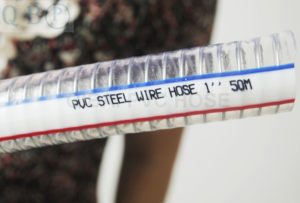 PVC STEEL WIRE HOSE 1'' 50M